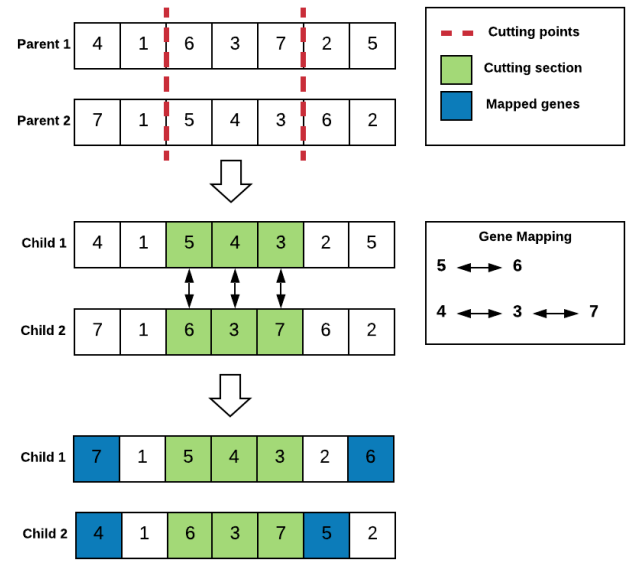 Parent 1 4 1 6 3 7 2 5
Parent 2 7 1 5 4 3 6 2
Cutting points
Cutting section
Mapped genes
Child 1 4 1 5 4 3 2 5
Child 2 7 1 6 3 7 6 2
Gene Mapping
5 6
4 3 7
Child 1 7 1 5 4 3 2 6
Child 2 4 1 6 3 7 5 2